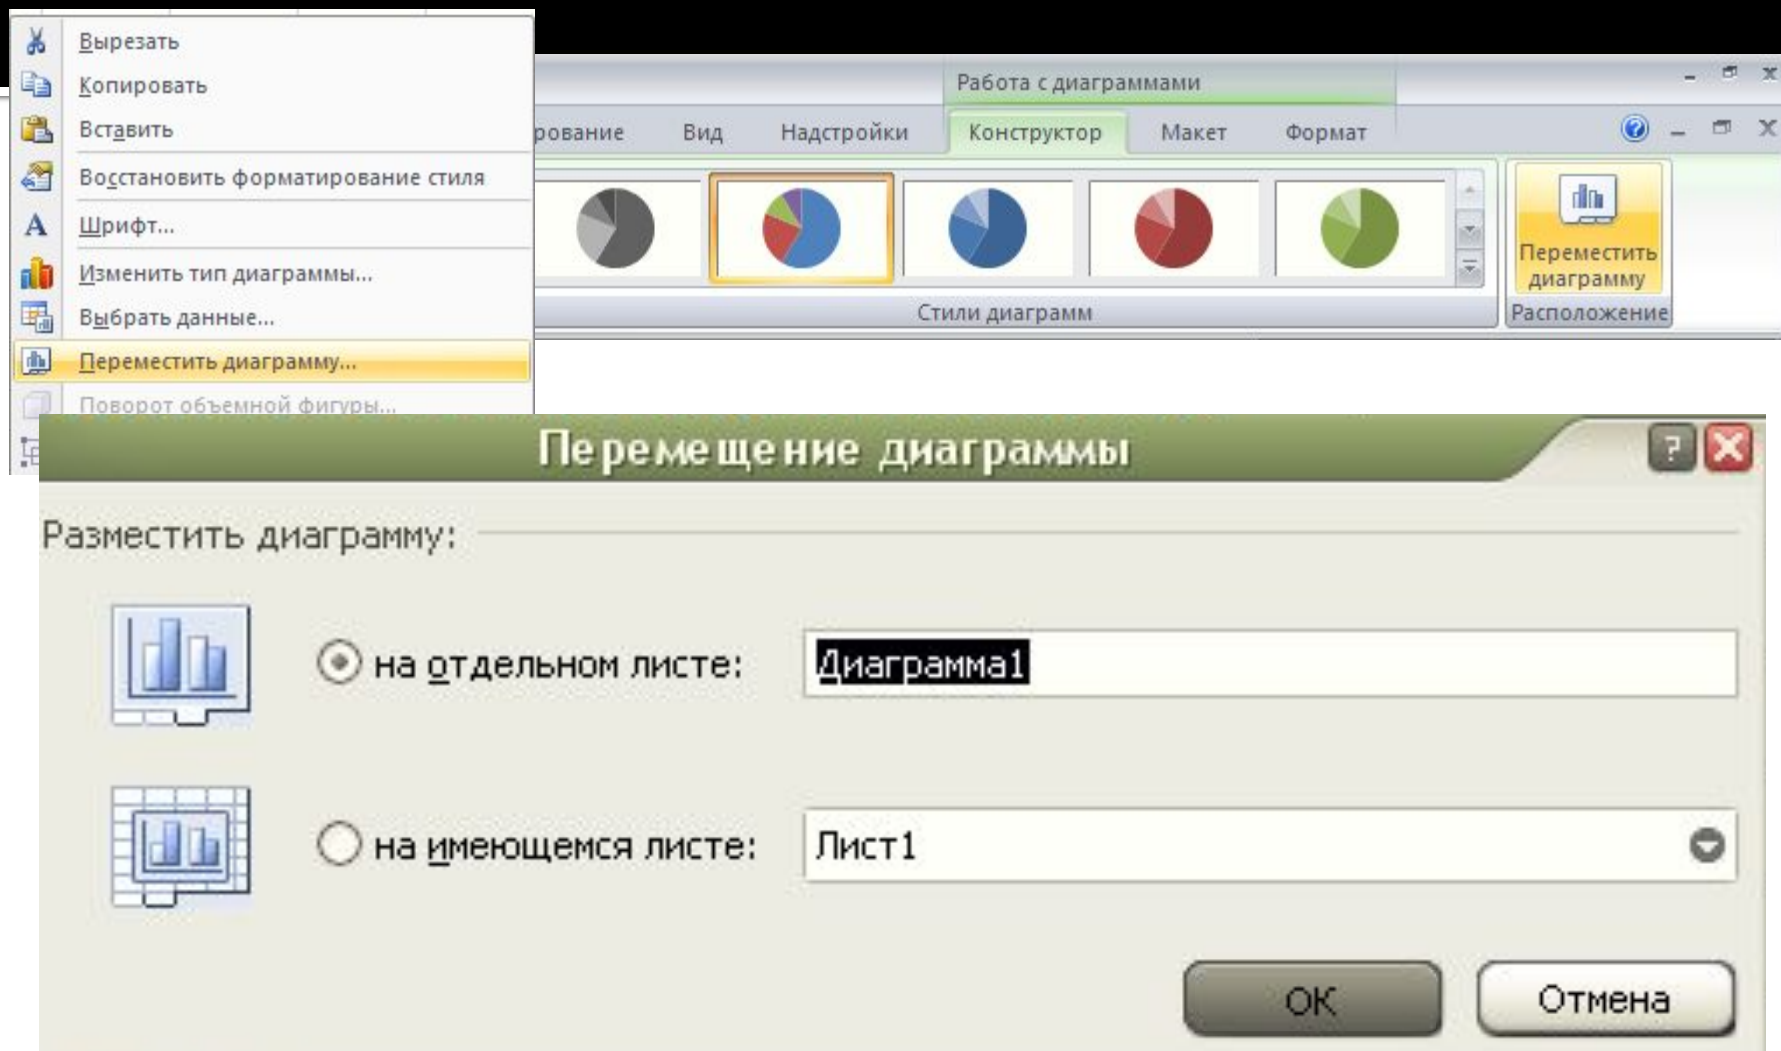 Вырезать
Копировать
Вставить
Восстановить форматирование стиля
Шрифт...
Изменить тип диаграммы...
Выбрать данные...
Переместить диаграмму...
Поворот объемной фигуры...
Работа с диаграммами
рование Вид Надстройки Конструктор Макет Формат
Переместить
диаграмму
Стили диаграмм
Расположение
Перемещение диаграммы
Разместить диаграмму:
на отдельном листе: Диаграмма1
на имеющемся листе: Лист1
ОК Отмена